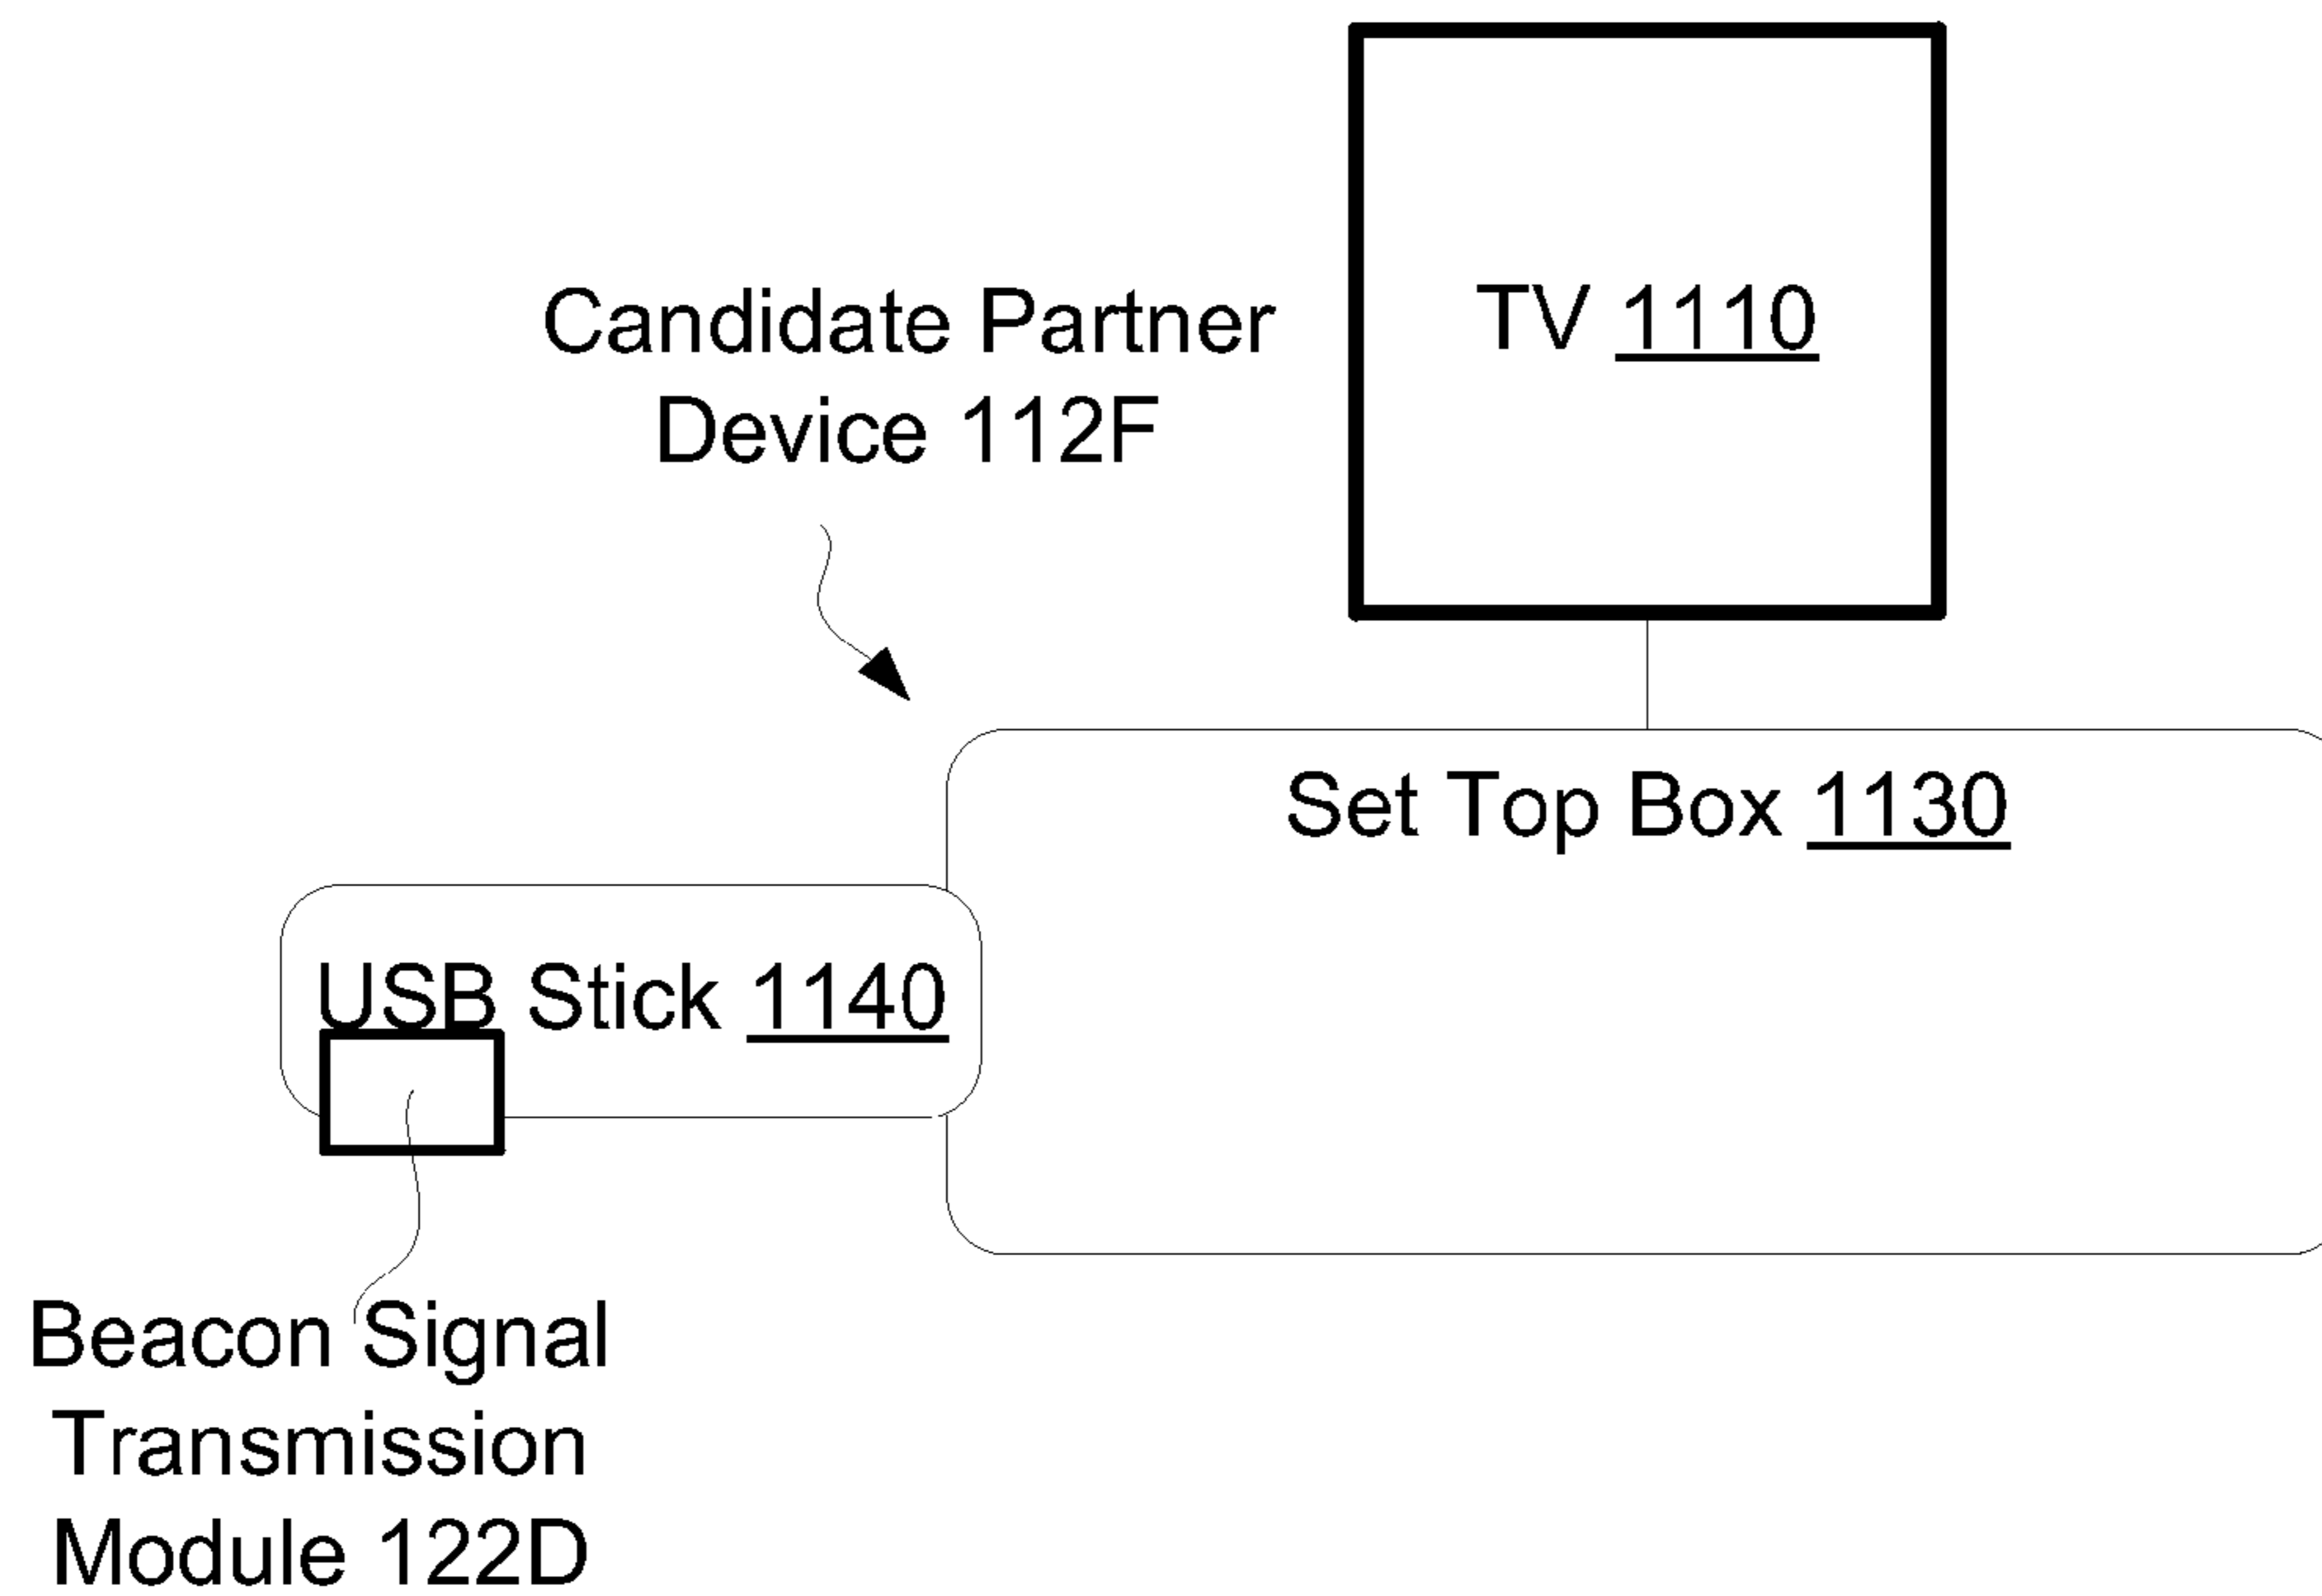 Candidate Partner
Device 112F
TV 1110
Set Top Box 1130
USB Stick 1140
Beacon Signal
Transmission
Module 122D